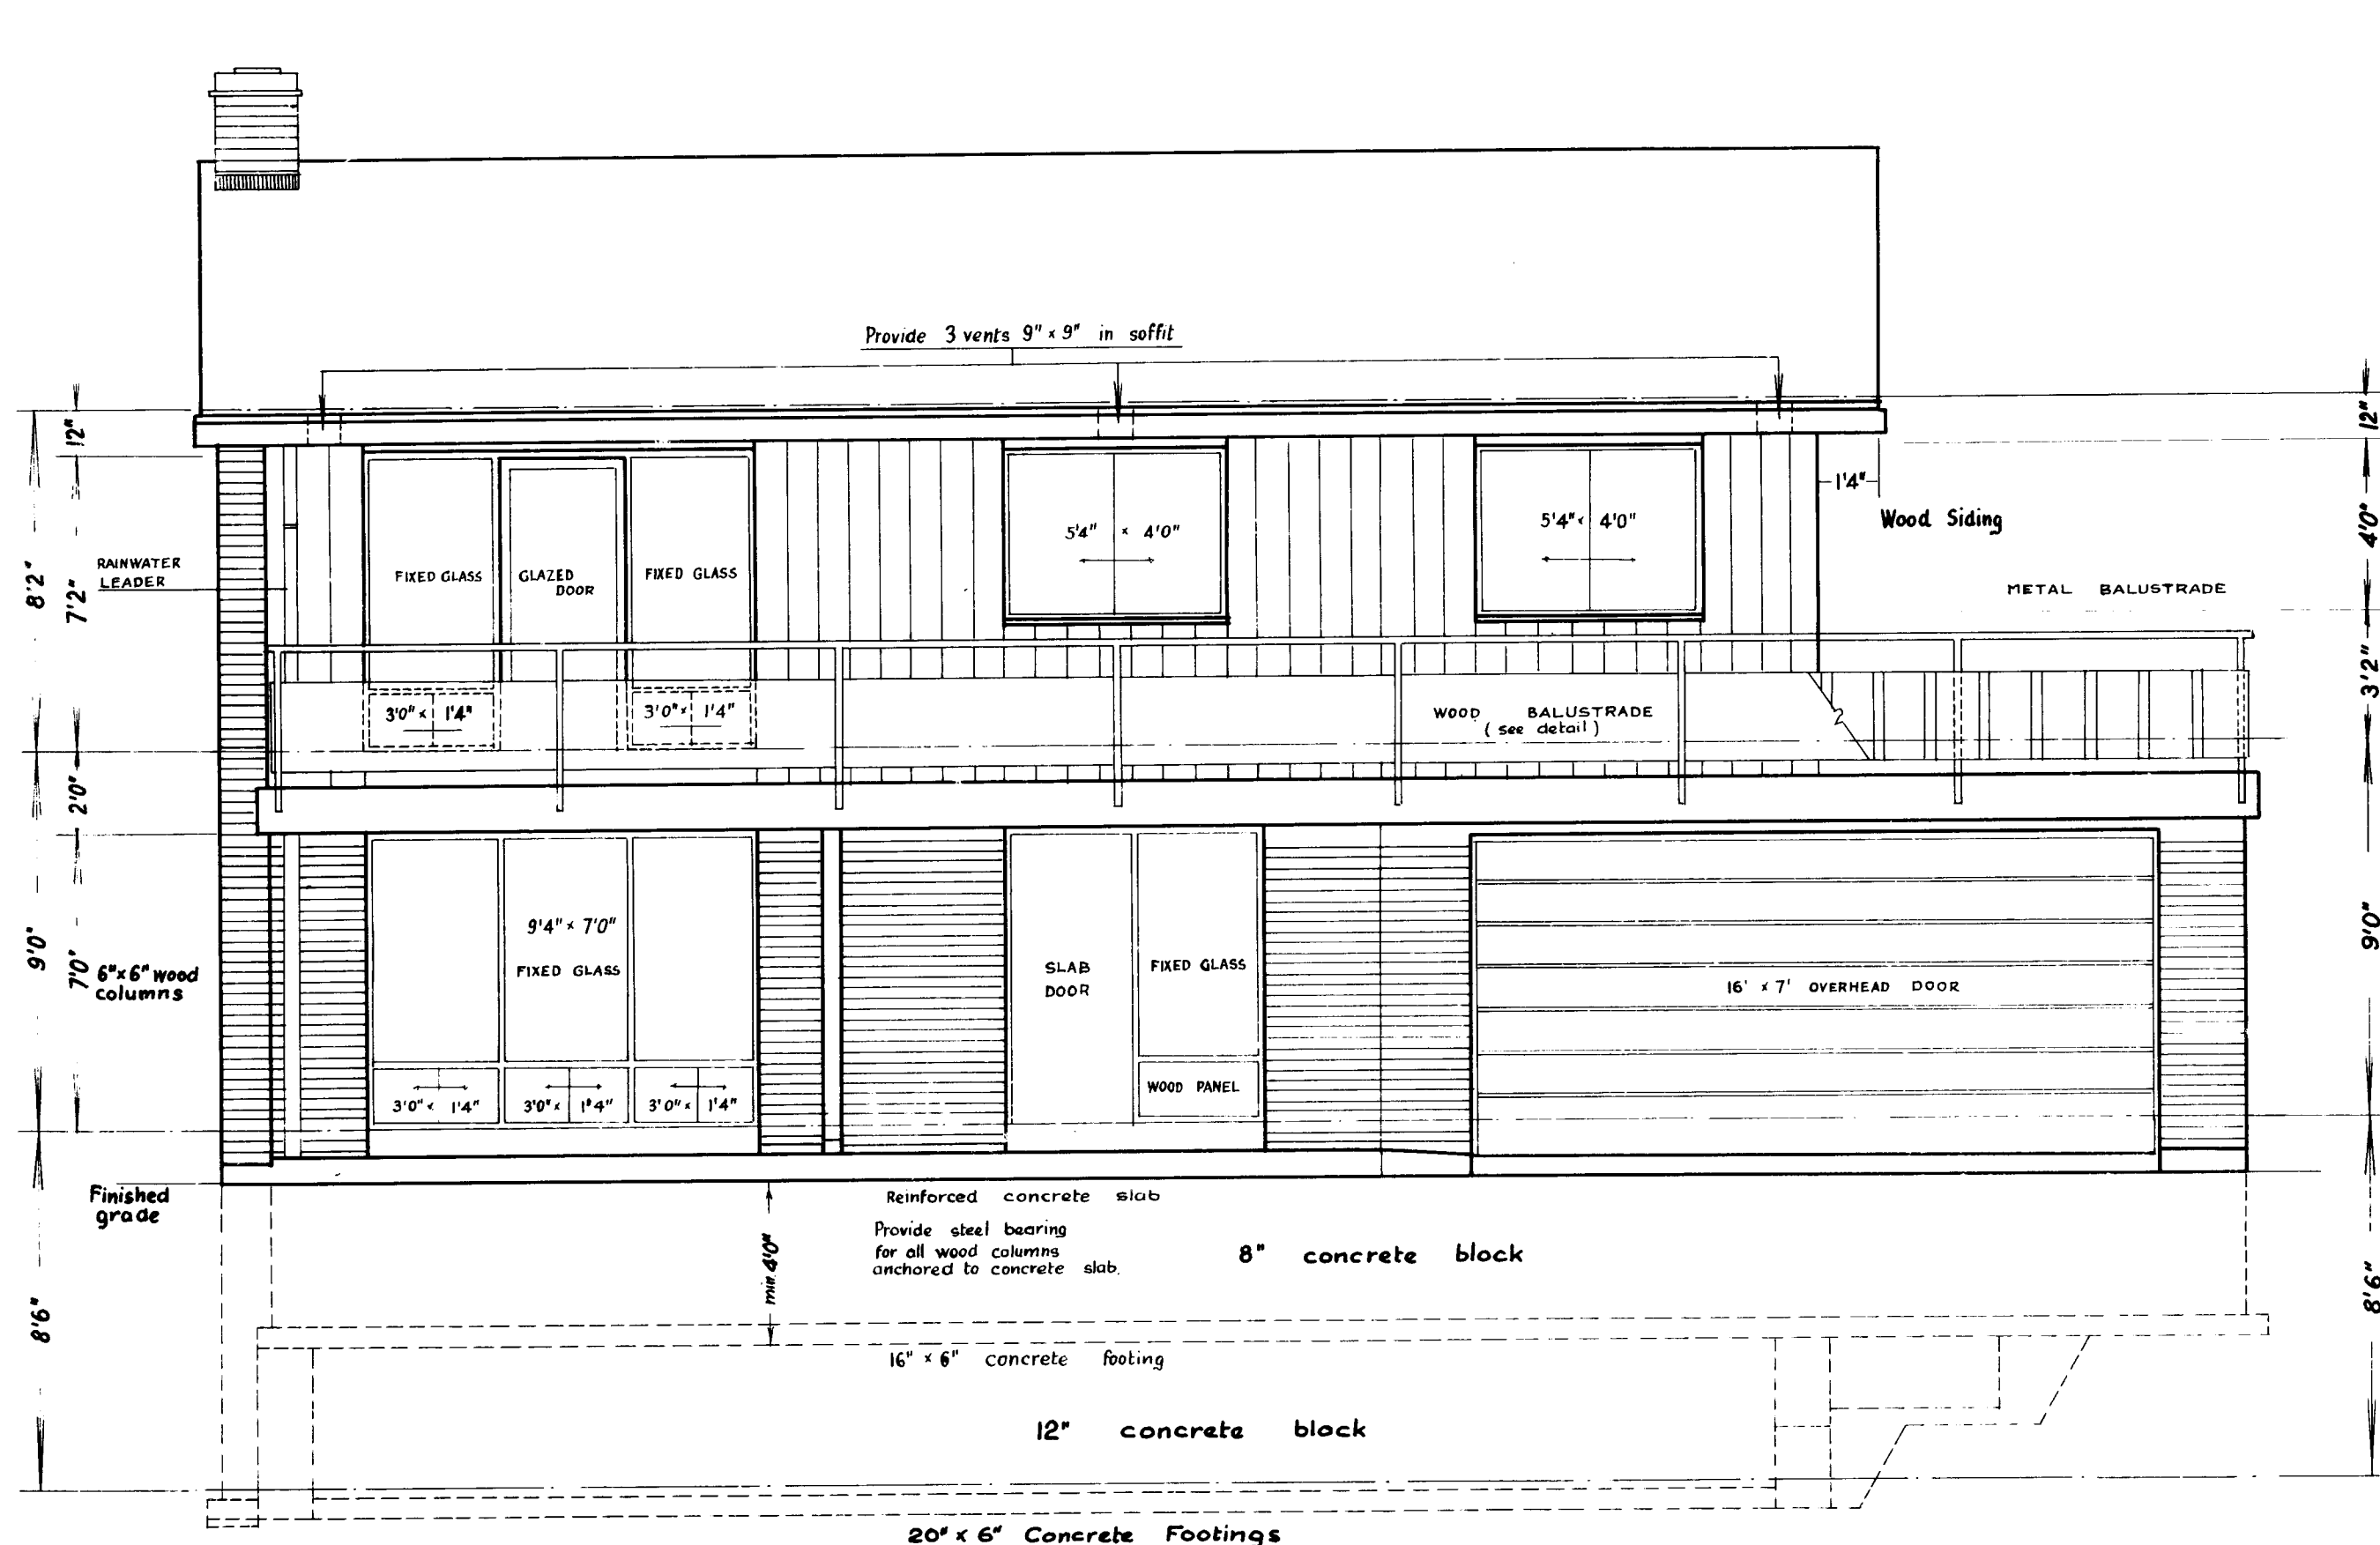 Provide 3 vents 9" x 9" in soffit
12"
12"
1'4"
8'2"
7'2"
4'0"
5'4" x 4'0"
5'4" x 4'0"
Wood Siding
RAINWATER
LEADER
FIXED GLASS
GLAZED
DOOR
FIXED GLASS
METAL BALUSTRADE
3'2"
3'0" x 1'4"
3'0" x 1'4"
WOOD BALUSTRADE
( see detail )
2'0"
9'0"
7'0"
9'0"
6"x 6" wood
columns
9'4" x 7'0"
FIXED GLASS
SLAB
DOOR
FIXED GLASS
16' x 7' OVERHEAD DOOR
WOOD PANEL
3'0" x 1'4"
3'0" x 1'4"
3'0" x 1'4"
Finished
grade
Reinforced concrete slab
Provide steel bearing
for all wood columns
anchored to concrete slab.
min. 4'0"
8" concrete block
8'6"
8'6"
16" x 6" concrete footing
12" concrete block
20" x 6" Concrete Footings